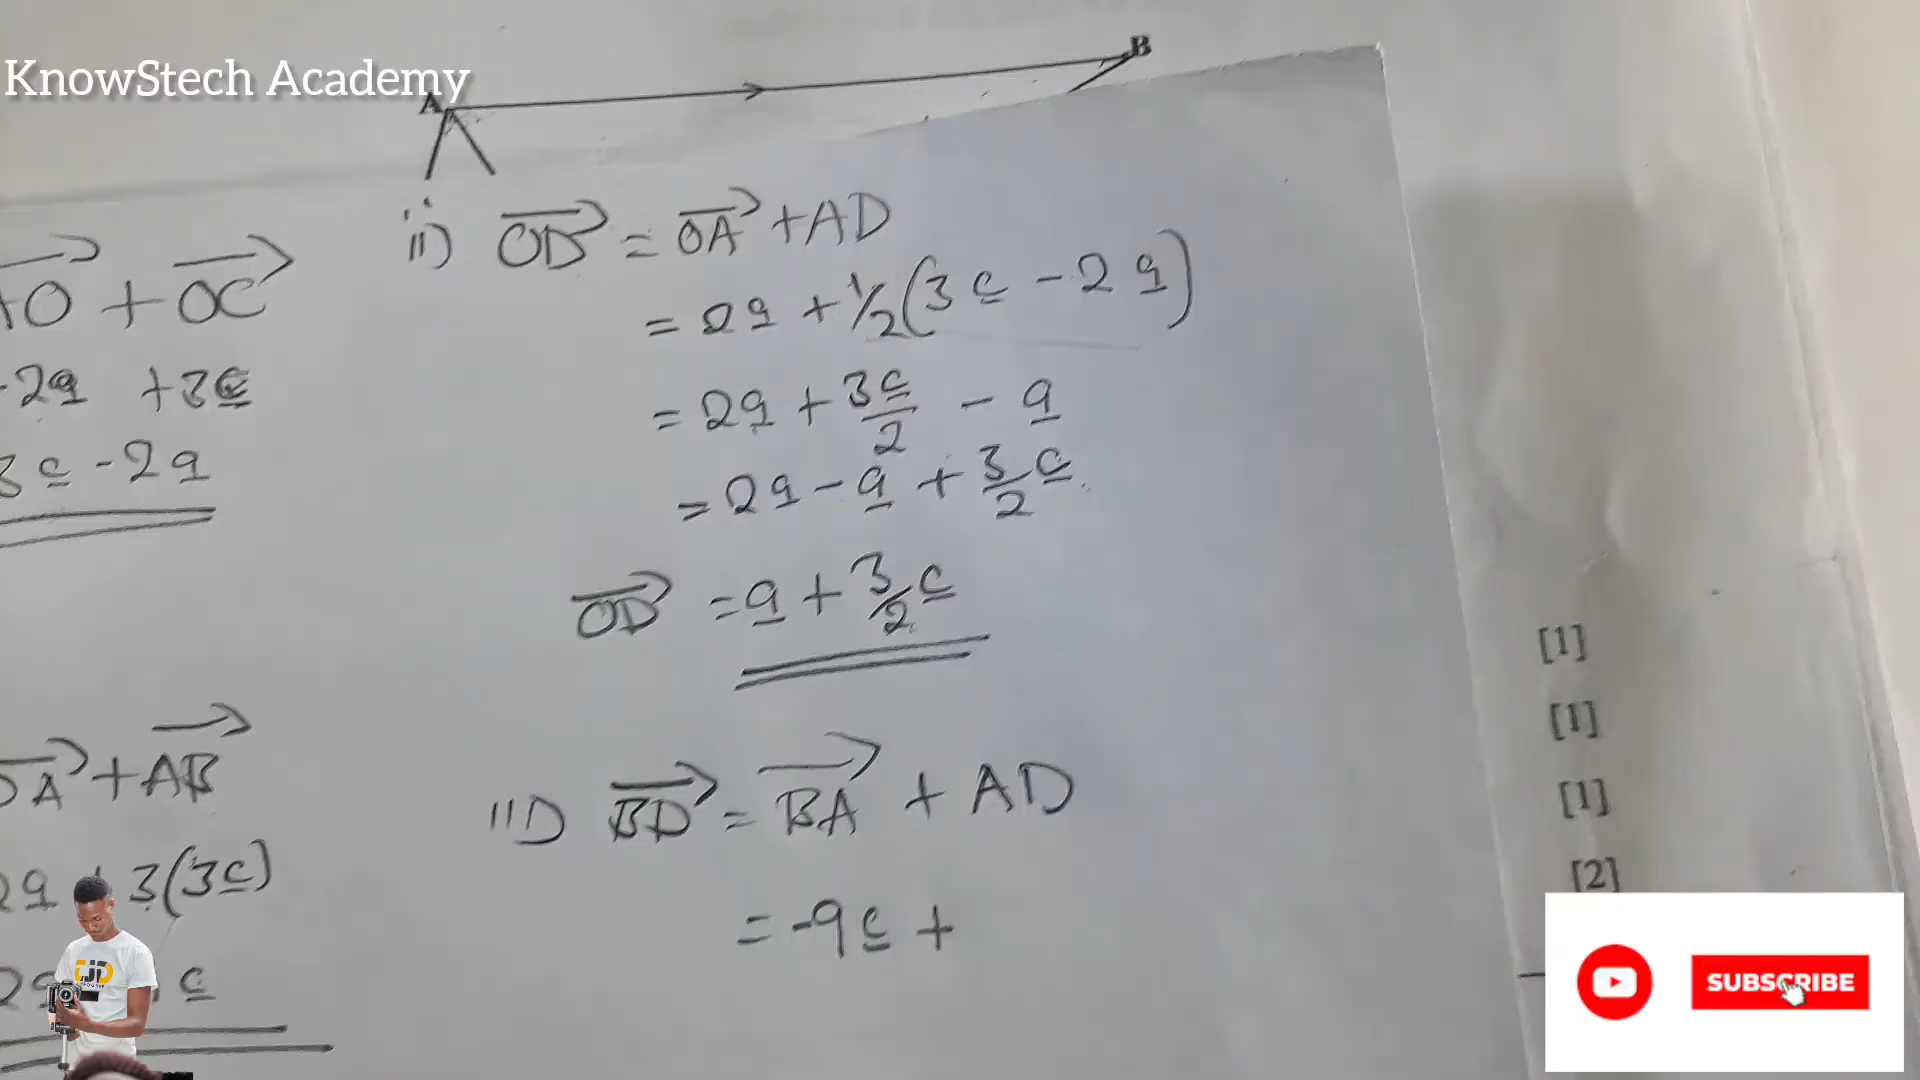 KnowStech Academy
A
B
ii) OD = OA + AD
= 2a + 1/2(3c - 2a)
= 2a + 3c/2 - a
= 2a - a + 3/2 c
OD = a + 3/2 c
AO + OC
-2a + 3c
3c - 2a
OA + AB
2a + 3(3c)
c
iii) BD = BA + AD
= -9c +
[1]
[1]
[1]
[2]
SUBSCRIBE